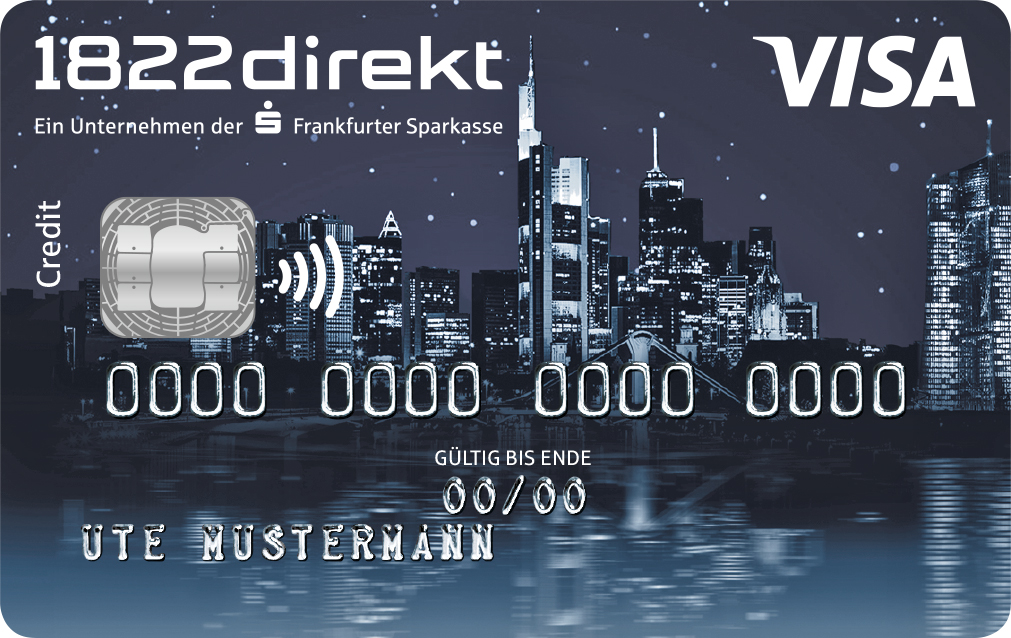 1822direkt
VISA
Ein Unternehmen der Frankfurter Sparkasse
Credit
0000 0000 0000 0000
GÜLTIG BIS ENDE
00/00
UTE MUSTERMANN